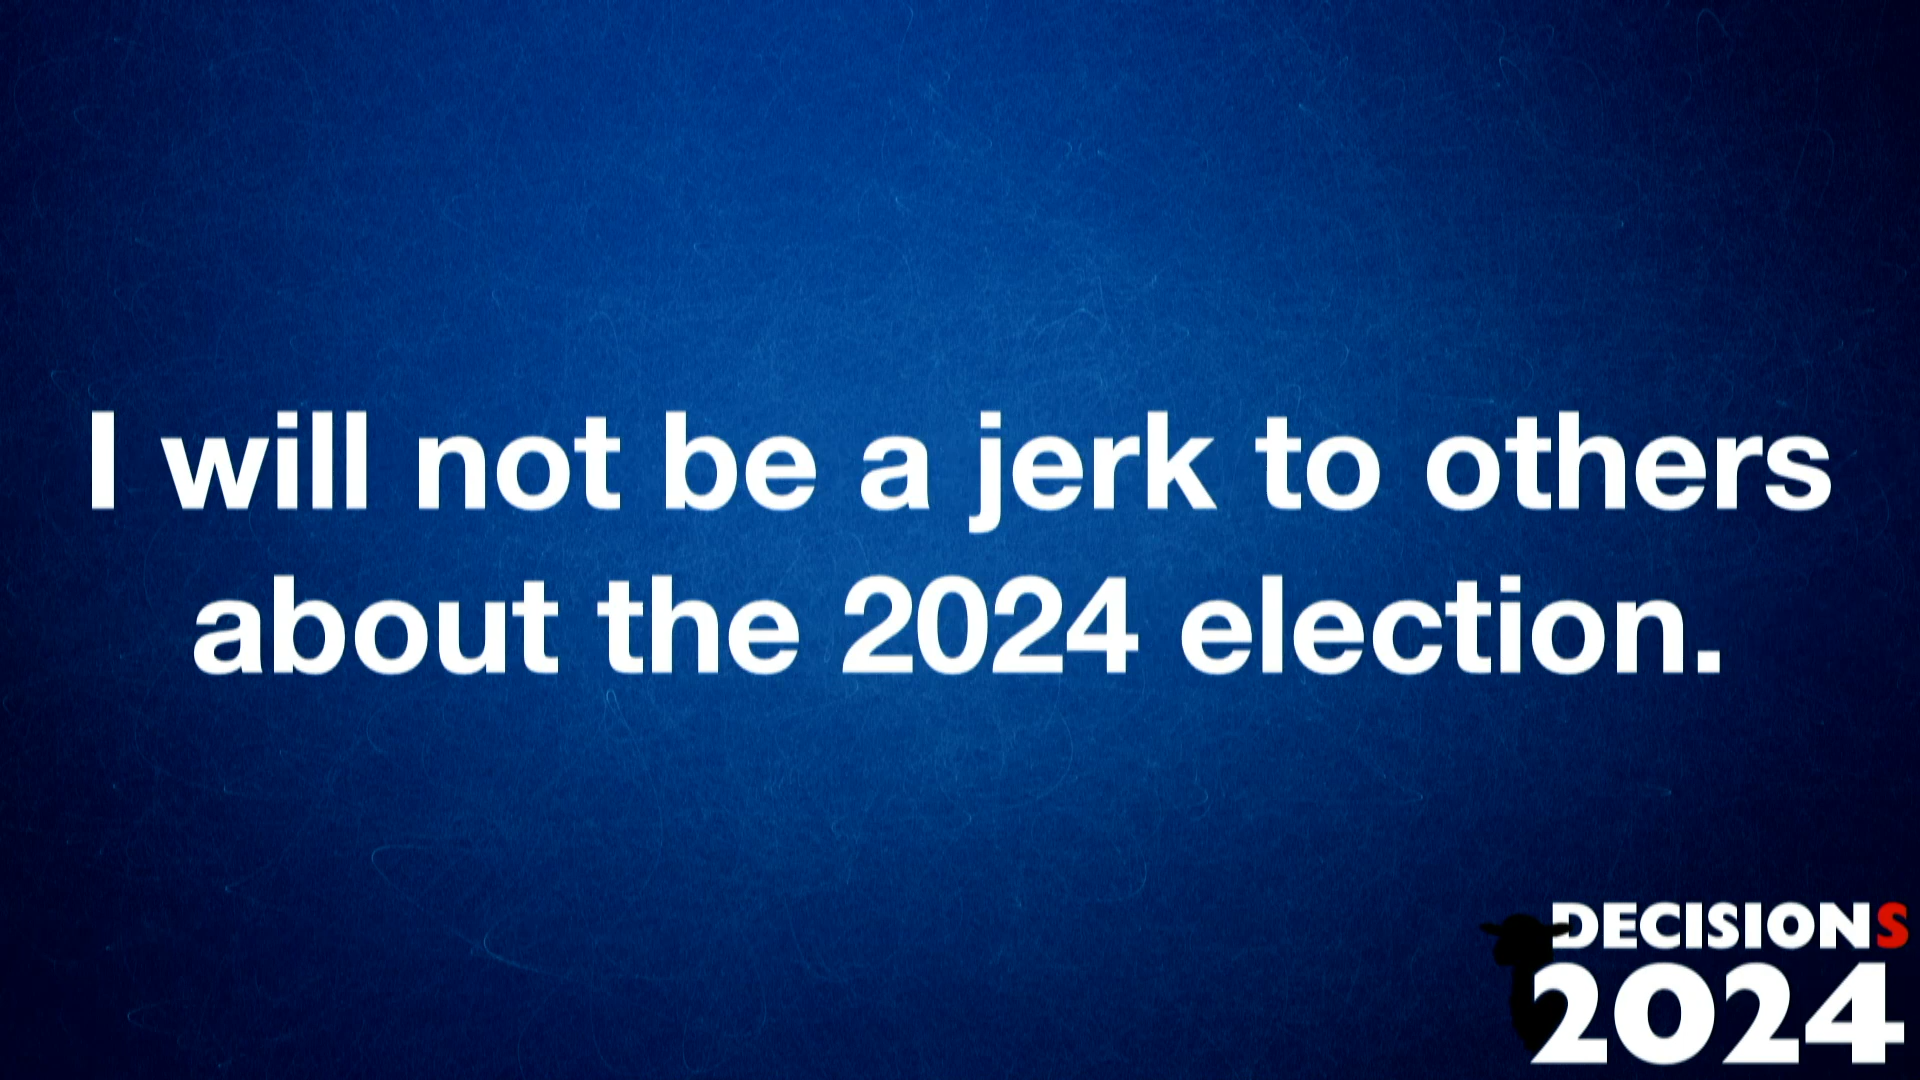 I will not be a jerk to others
about the 2024 election.
DECISIONS
2024